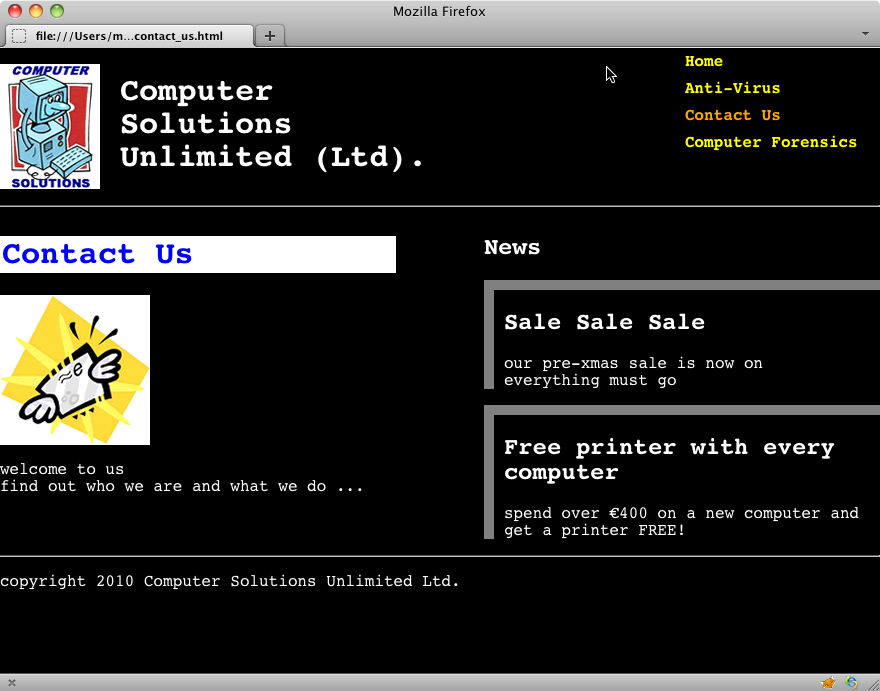 Mozilla Firefox
file:///Users/m...contact_us.html
COMPUTER
SOLUTIONS
Computer
Solutions
Unlimited (Ltd).
Home
Anti-Virus
Contact Us
Computer Forensics
Contact Us
welcome to us
find out who we are and what we do ...
News
Sale Sale Sale
our pre-xmas sale is now on
everything must go
Free printer with every
computer
spend over €400 on a new computer and
get a printer FREE!
copyright 2010 Computer Solutions Unlimited Ltd.